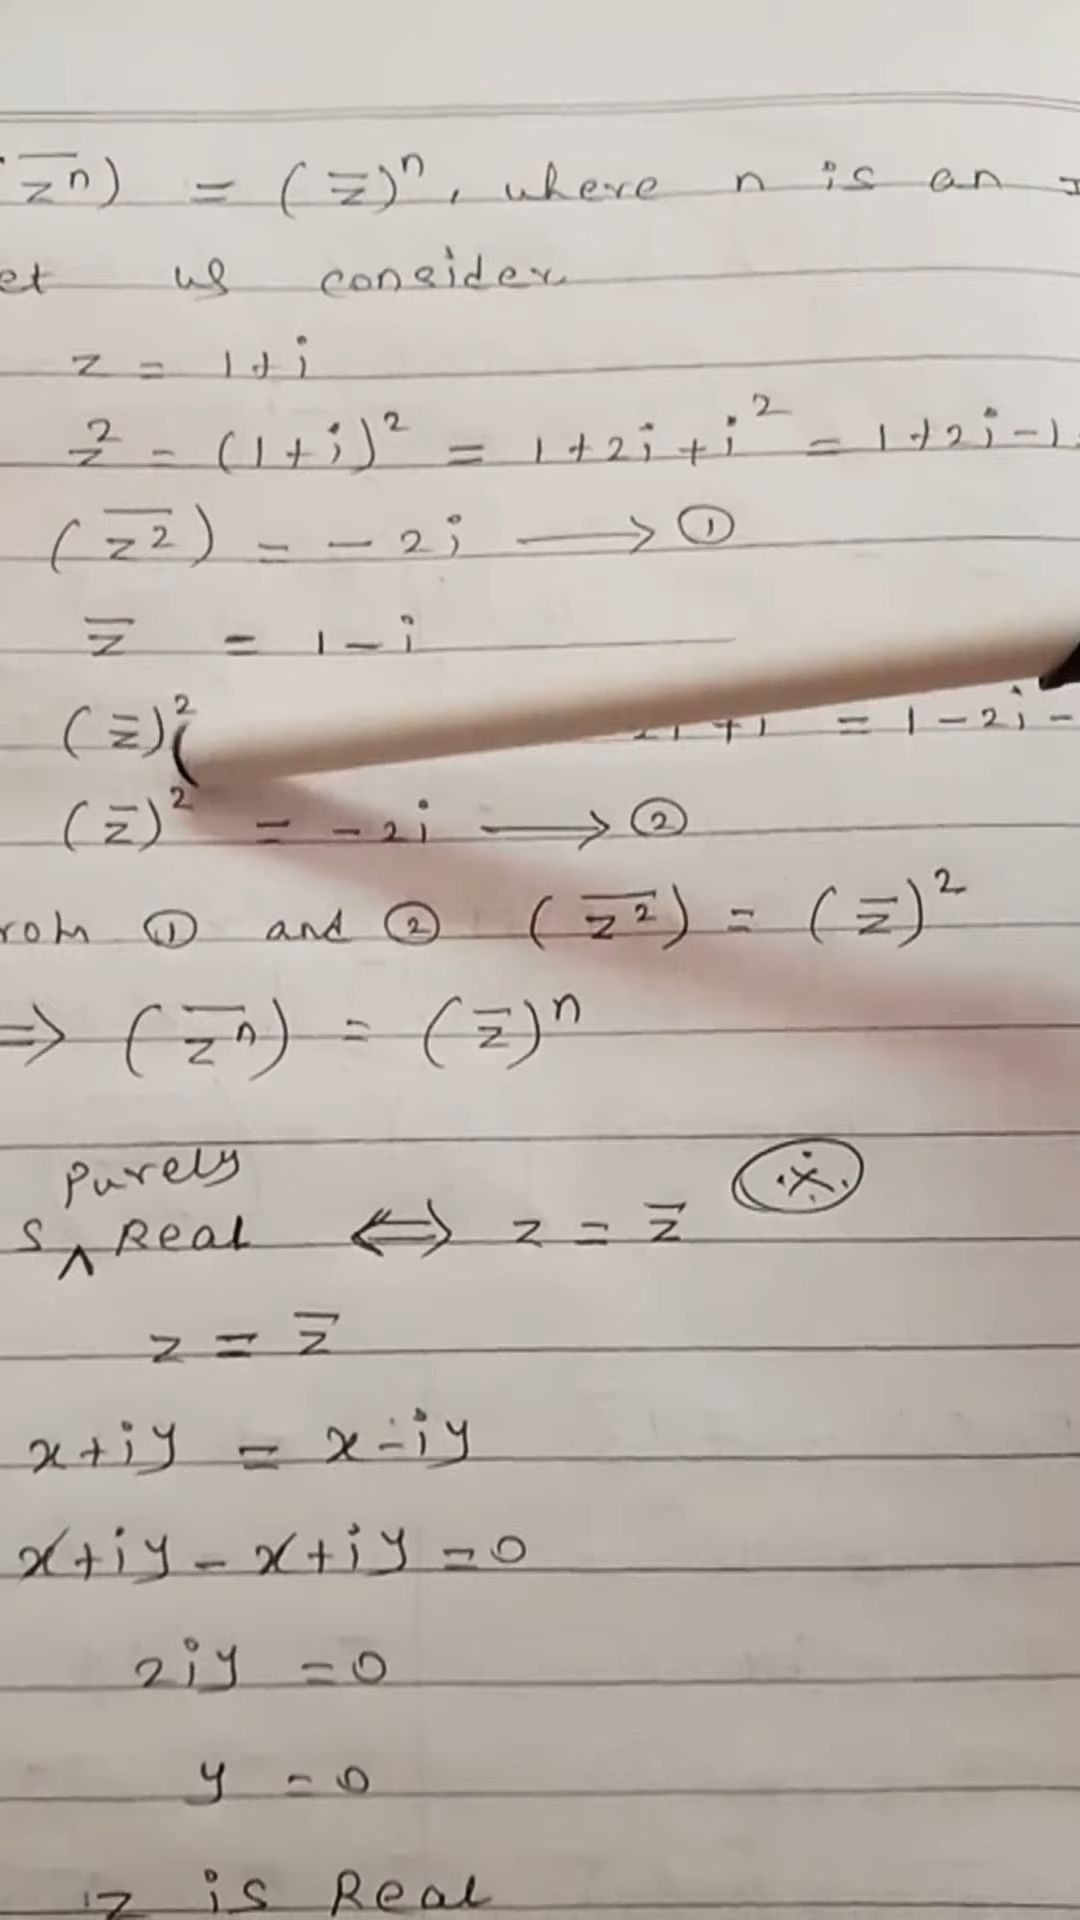 (z̅ⁿ) = (z̅)ⁿ, where n is an
us consider
z = 1+i
z² = (1+i)² = 1+2i+i² = 1+2i-1
(z̅²) = -2i ⟶ ①
z̅ = 1-i
(z̅)² = 1-2i-
(z̅)² = -2i ⟶ ②
① and ② (z̅²) = (z̅)²
⇒ (z̅ⁿ) = (z̅)ⁿ
Purely
Real ⟺ z = z̅
z = z̅
x+iy = x-iy
x+iy-x+iy=0
2iy =0
y =0
z is Real